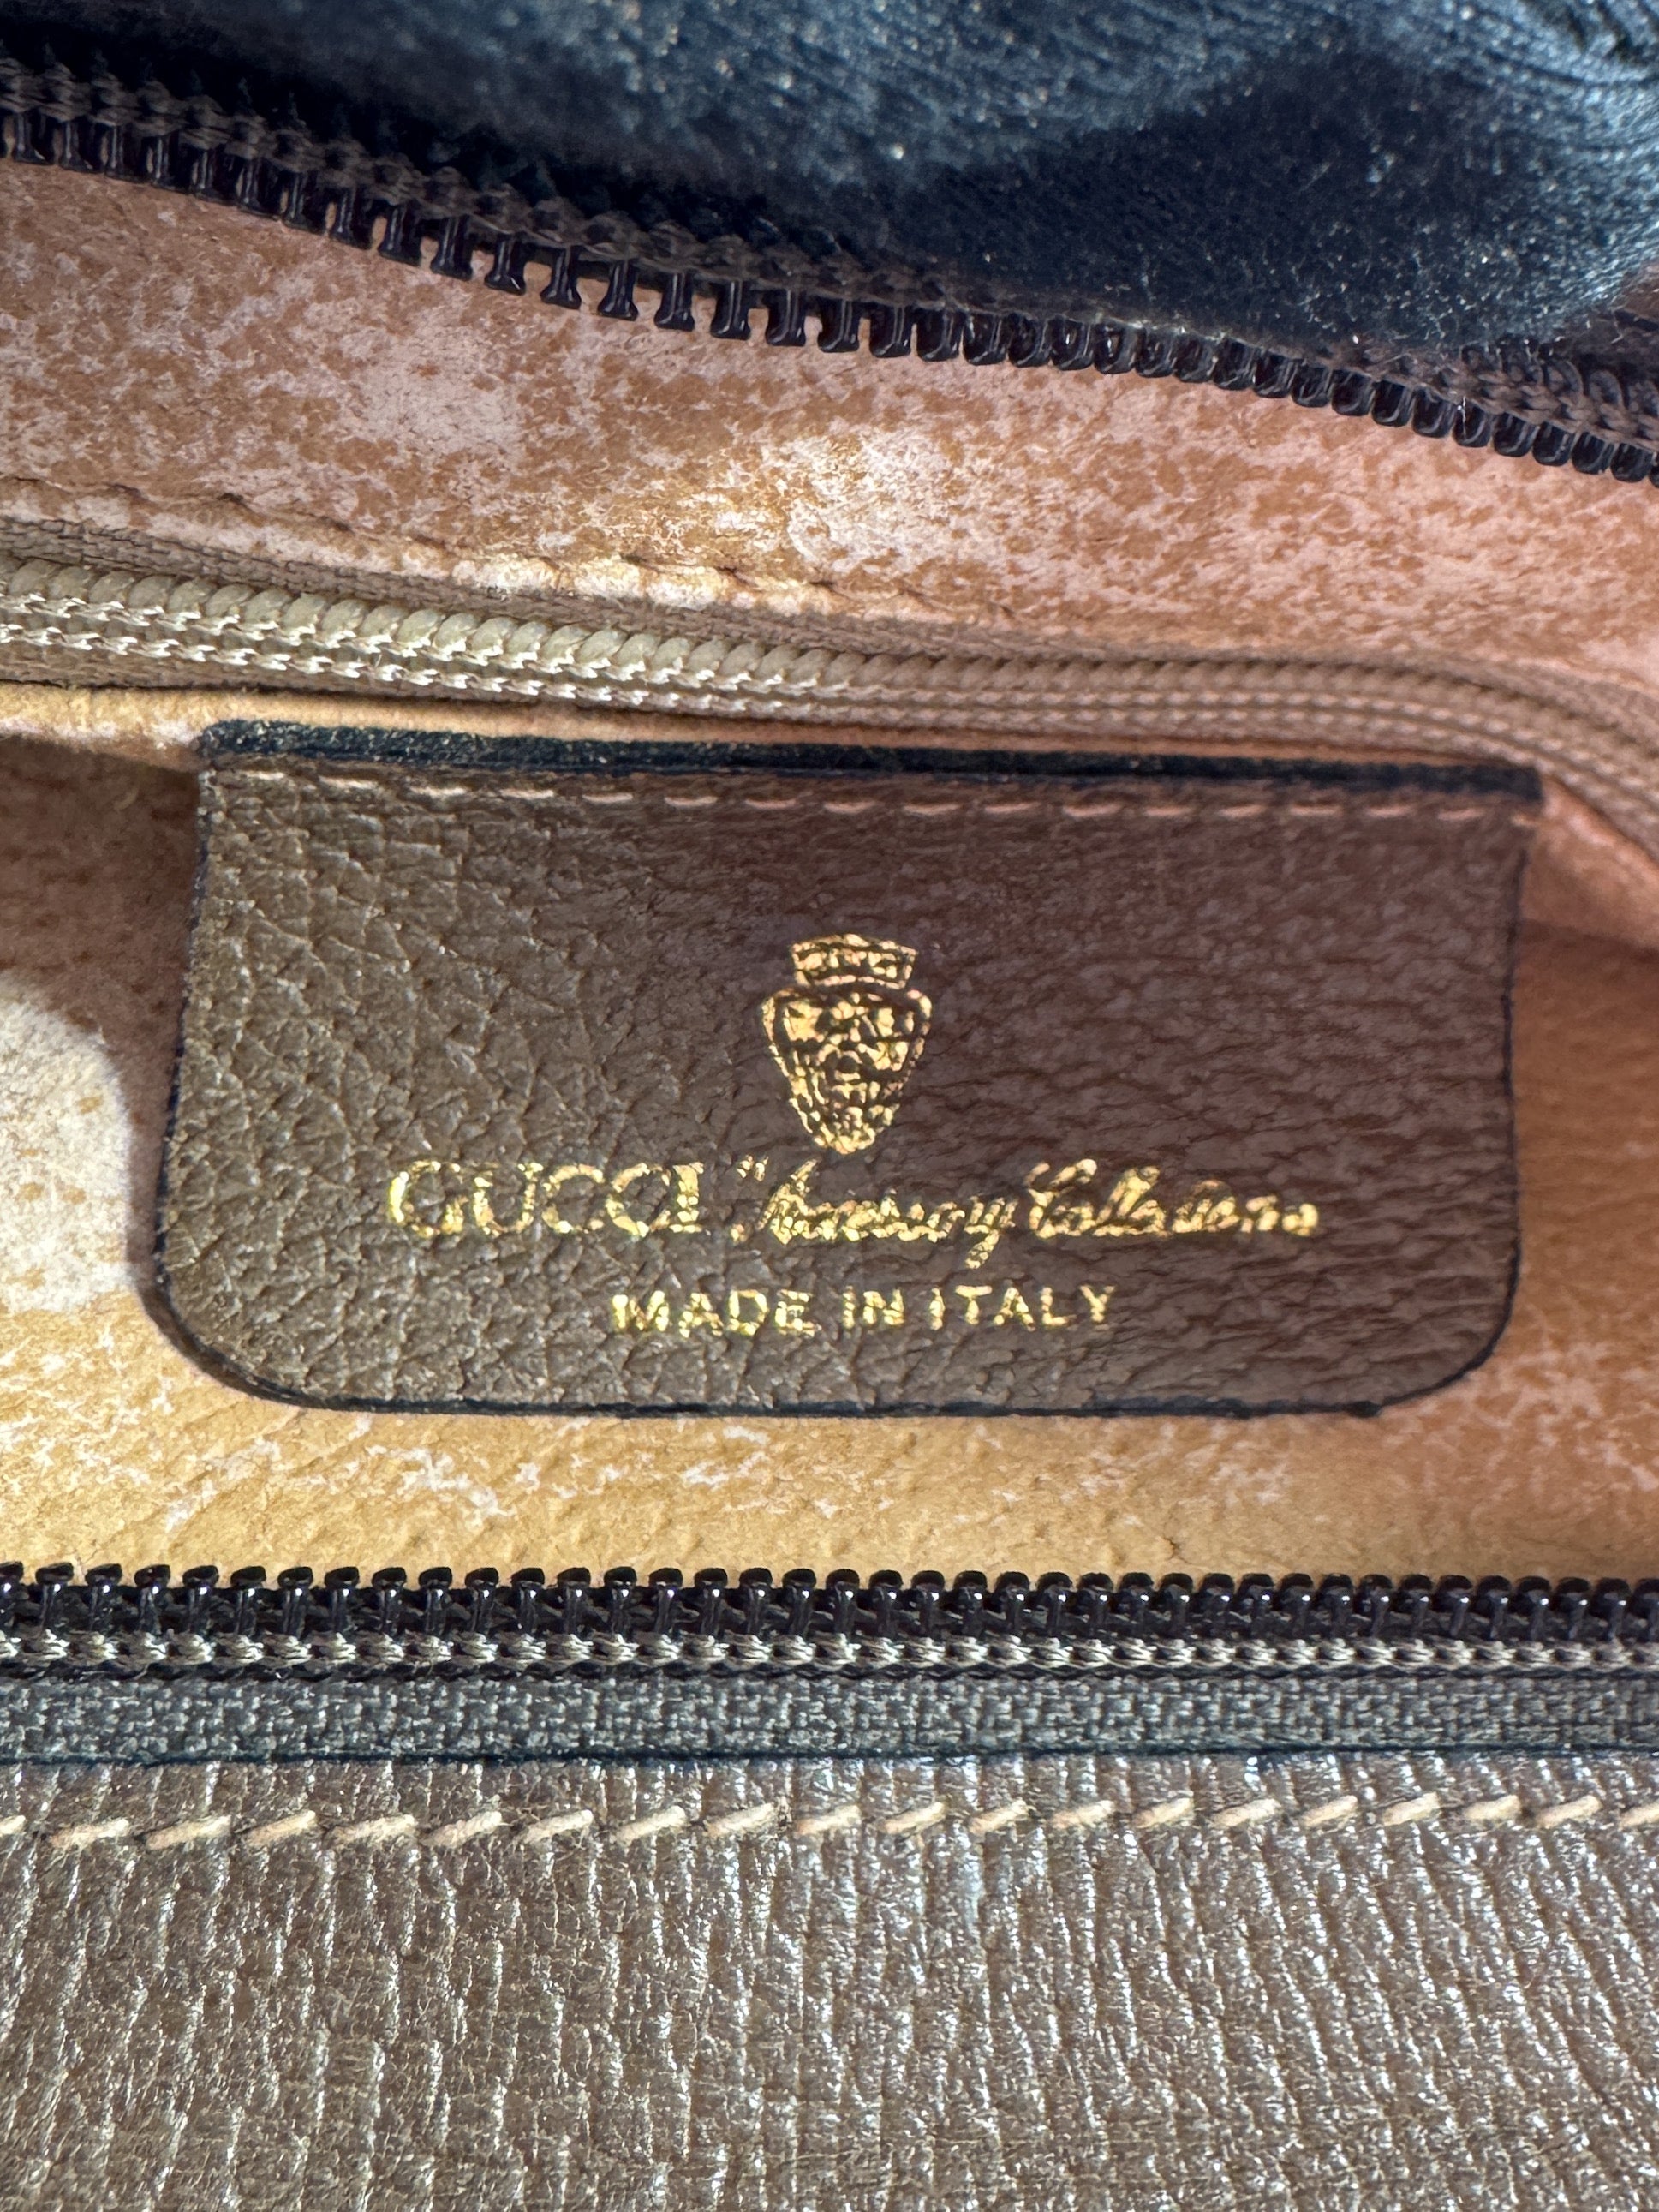 GUCCI "Accessory Collection
MADE IN ITALY